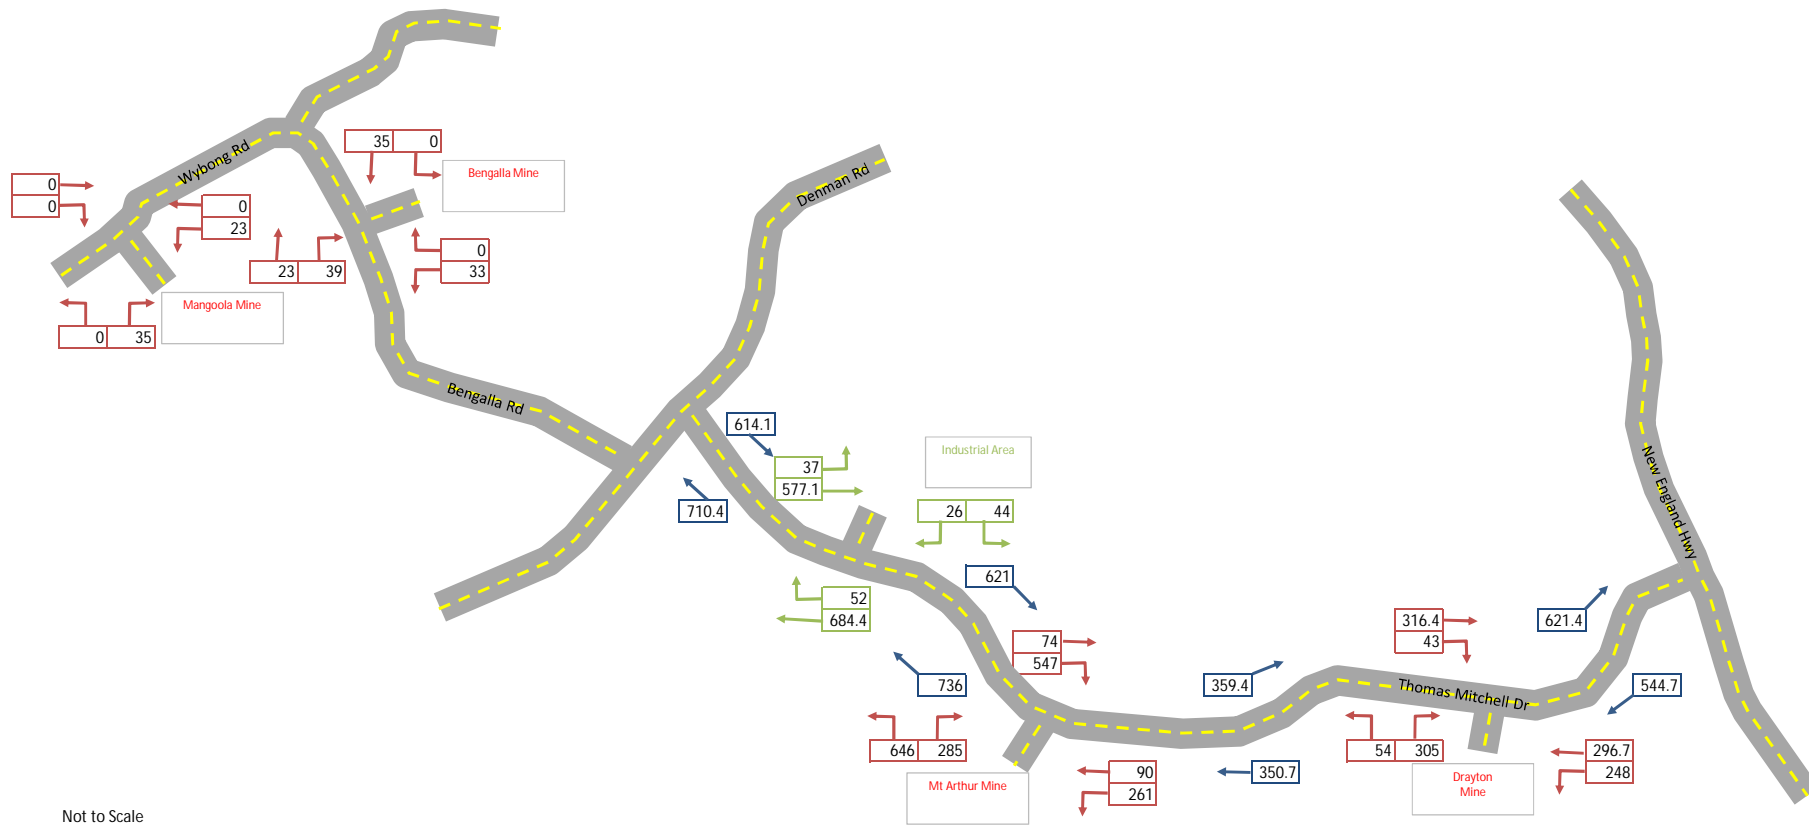 Wybong Rd
35 0
Bengalla Mine
0
0
0
23
23 39
0
33
Mangoola Mine
0 35
Denman Rd
Bengalla Rd
614.1
37
577.1
710.4
Industrial Area
26 44
52
684.4
621
736
74
547
646 285
Mt Arthur Mine
90
261
359.4
350.7
316.4
43
Thomas Mitchell Dr
54 305
Drayton
Mine
296.7
248
621.4
544.7
New England Hwy
Not to Scale